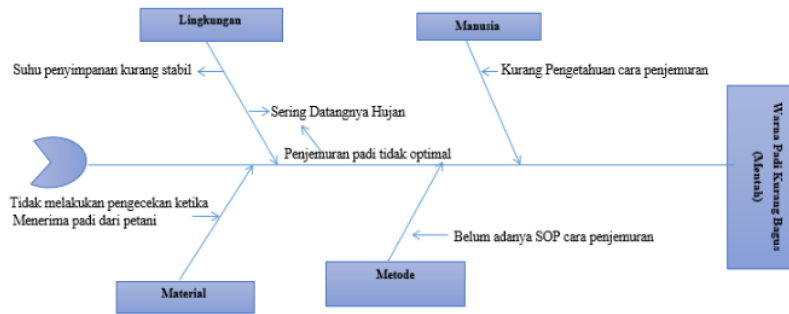 Lingkungan
Manusia
Suhu penyimpanan kurang stabil
Kurang Pengetahuan cara penjemuran
Sering Datangnya Hujan
Penjemuran padi tidak optimal
Warna Padi Kurang Bagus
(Mentah)
Tidak melakukan pengecekan ketika
Menerima padi dari petani
Belum adanya SOP cara penjemuran
Material
Metode